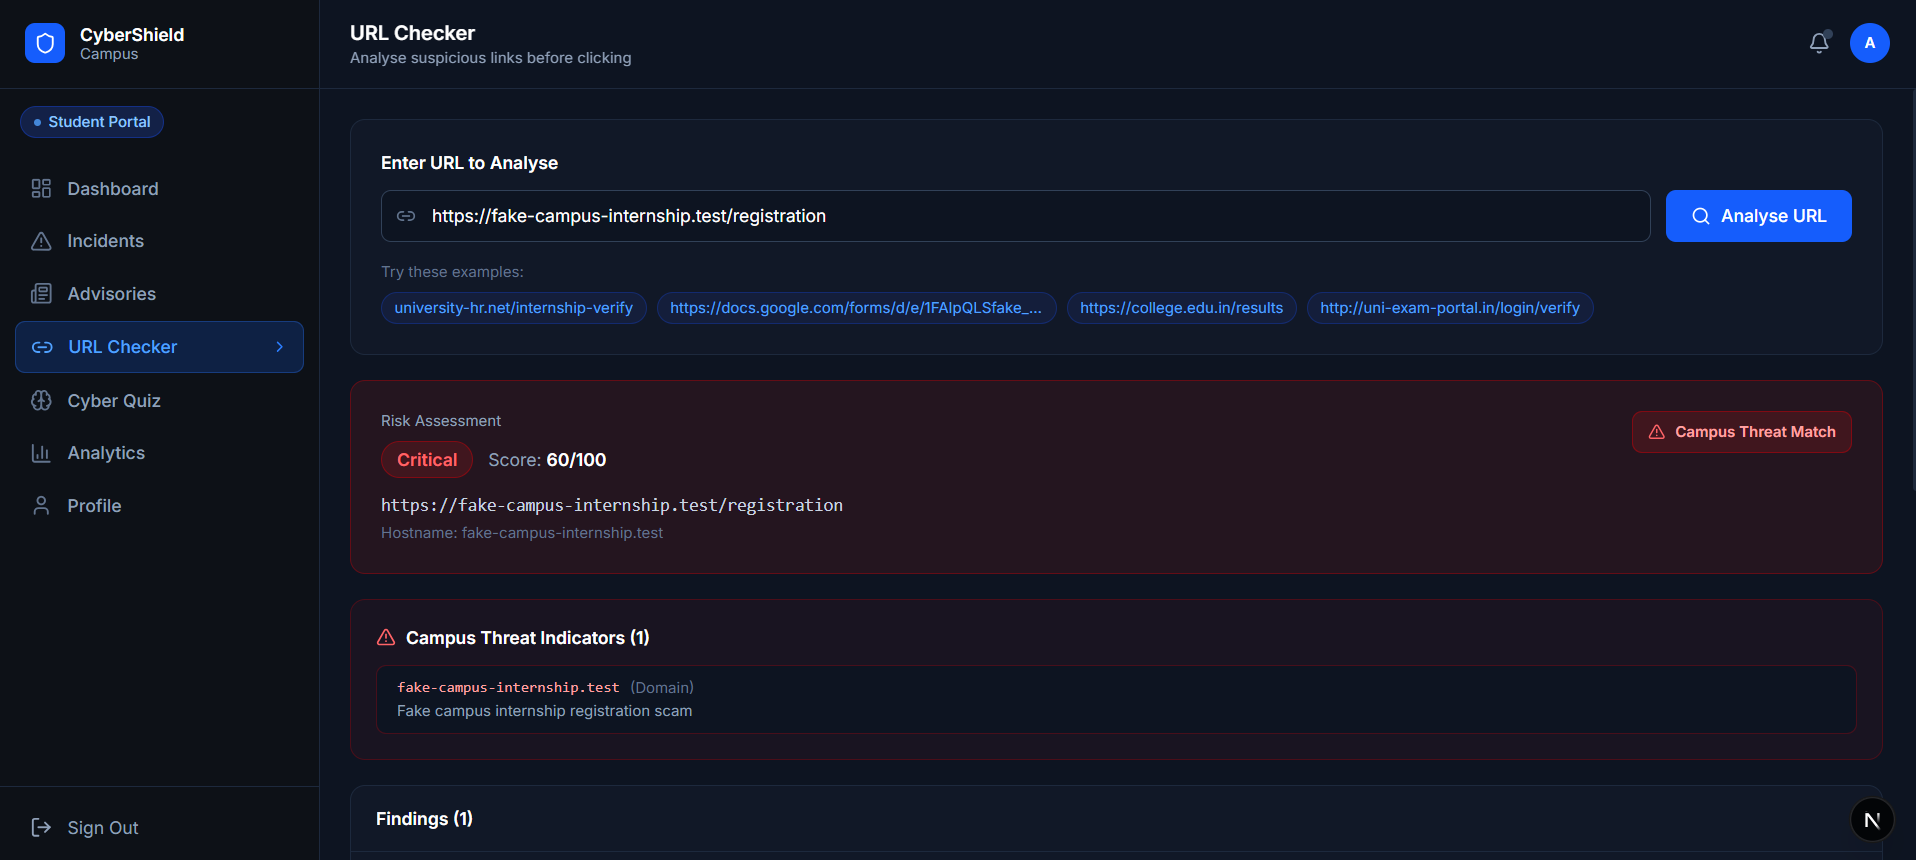 CyberShield
Campus
Student Portal
Dashboard
Incidents
Advisories
URL Checker
Cyber Quiz
Analytics
Profile
Sign Out
URL Checker
Analyse suspicious links before clicking
A
Enter URL to Analyse
https://fake-campus-internship.test/registration
Analyse URL
Try these examples:
university-hr.net/internship-verify
https://docs.google.com/forms/d/e/1FAIpQLSfake_...
https://college.edu.in/results
http://uni-exam-portal.in/login/verify
Risk Assessment
Campus Threat Match
Critical Score: 60/100
https://fake-campus-internship.test/registration
Hostname: fake-campus-internship.test
Campus Threat Indicators (1)
fake-campus-internship.test (Domain)
Fake campus internship registration scam
Findings (1)
N